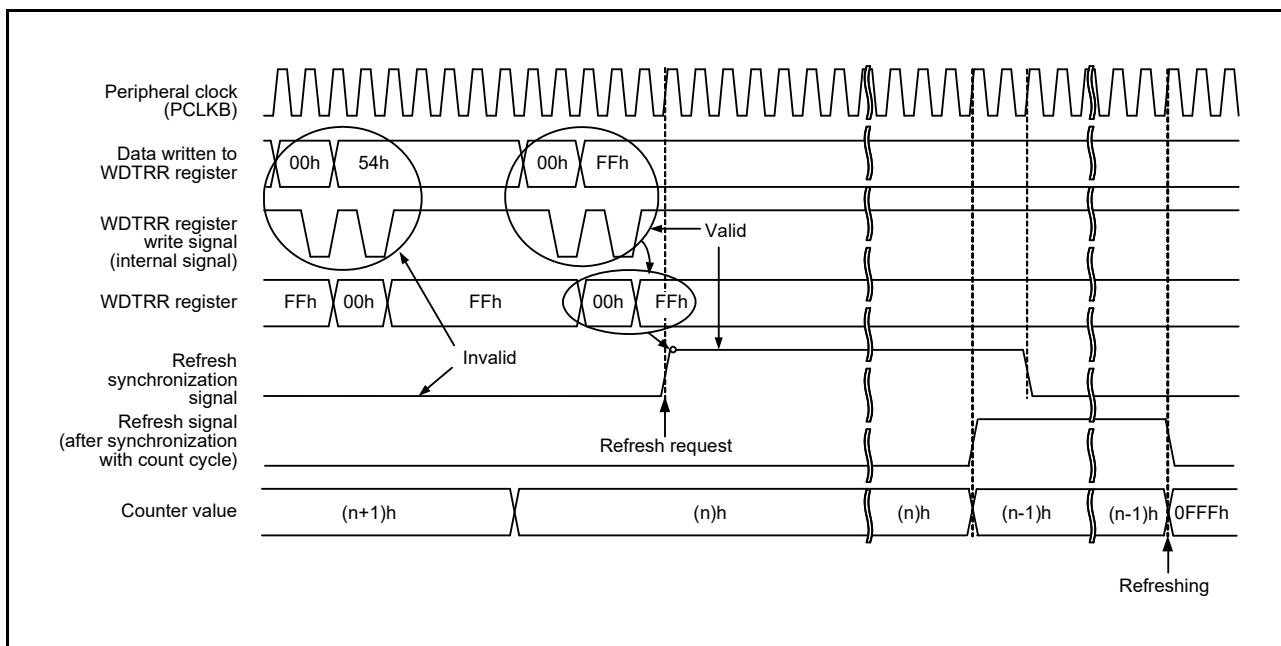 Peripheral clock
(PCLKB)
Data written to
WDTRR register
00h
54h
00h
FFh
WDTRR register
write signal
(internal signal)
Valid
WDTRR register
FFh
00h
FFh
00h
FFh
Invalid
Refresh
synchronization
signal
Refresh signal
(after synchronization
with count cycle)
Refresh request
Counter value
(n+1)h
(n)h
(n)h
(n-1)h
(n-1)h
0FFFh
Refreshing